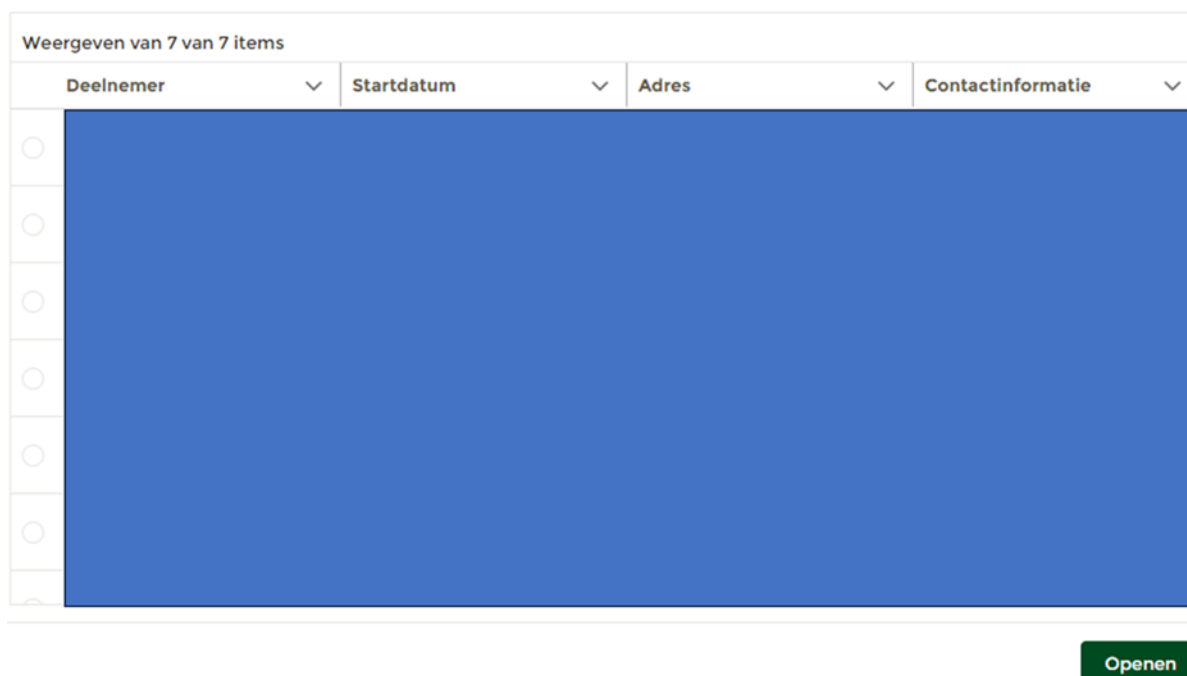 Weergeven van 7 van 7 items
Deelnemer Startdatum Adres Contactinformatie
Openen